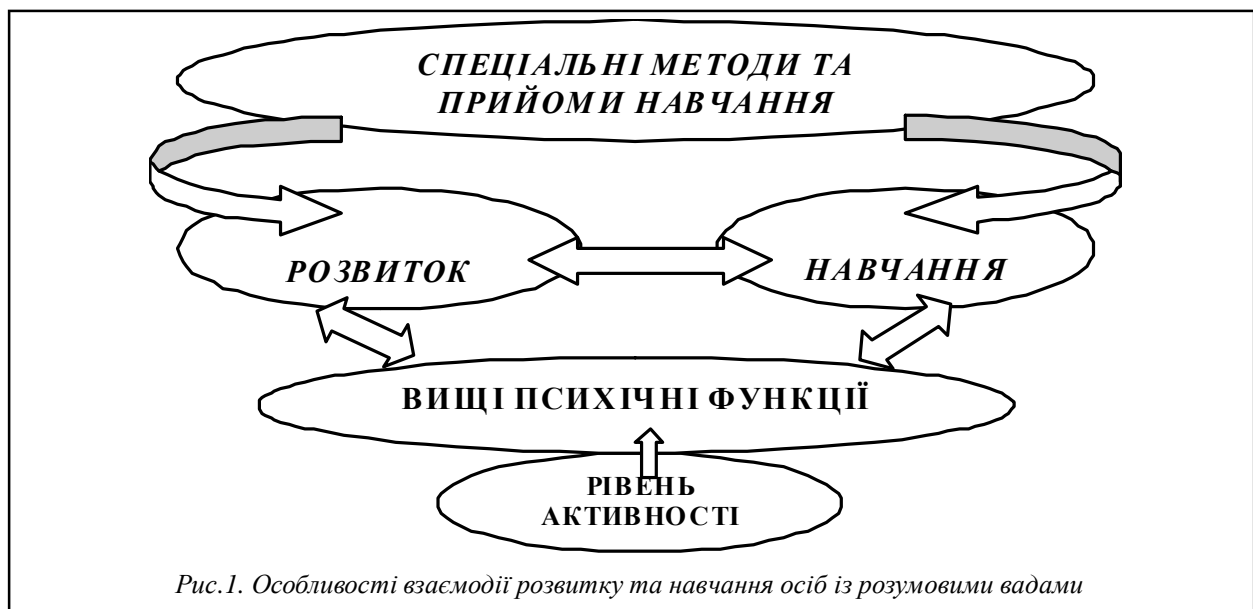 СПЕЦІАЛЬНІ МЕТОДИ ТА
ПРИЙОМИ НАВЧАННЯ
РОЗВИТОК
НАВЧАННЯ
ВИЩІ ПСИХІЧНІ ФУНКЦІЇ
РІВЕНЬ
АКТИВНОСТІ
Рис.1. Особливості взаємодії розвитку та навчання осіб із розумовими вадами